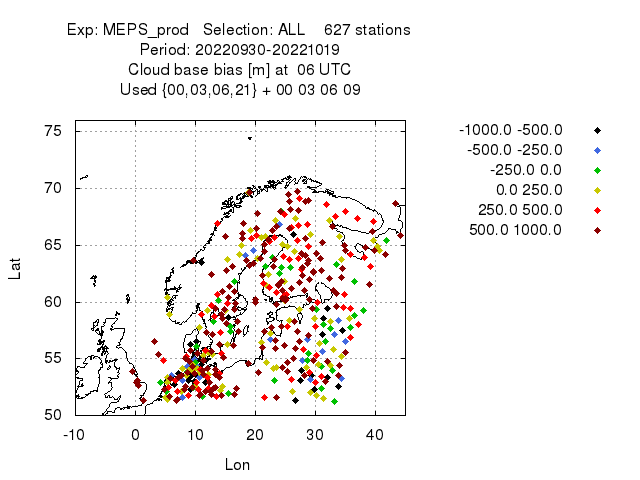 Exp: MEPS_prod Selection: ALL 627 stations
Period: 20220930-20221019
Cloud base bias [m] at 06 UTC
Used {00,03,06,21} + 00 03 06 09
-1000.0 -500.0
-500.0 -250.0
-250.0 0.0
0.0 250.0
250.0 500.0
500.0 1000.0
75
70
65
60
55
50
Lat
-10 0 10 20 30 40
Lon